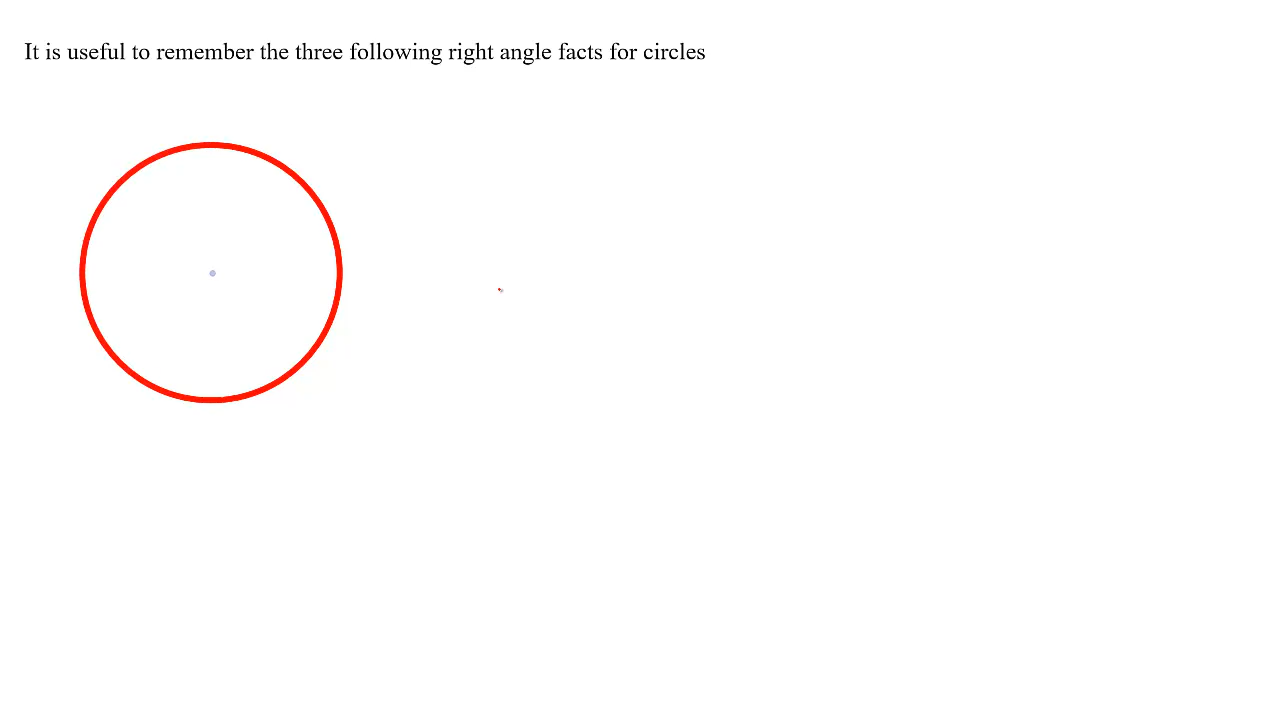 It is useful to remember the three following right angle facts for circles